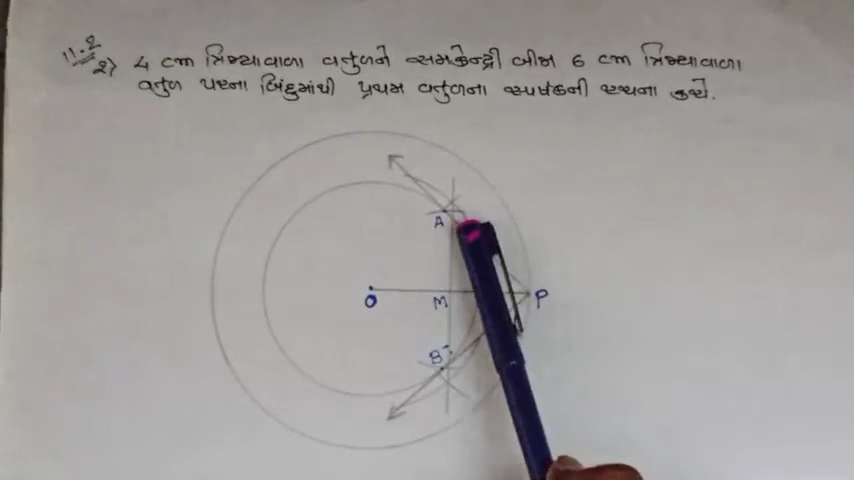 11.2
2) 4 cm ત્રિજ્યાવાળા વર્તુળને સમકેન્દ્રી બીજા 6 cm ત્રિજ્યાવાળા
વર્તુળ પરના બિંદુમાંથી પ્રથમ વર્તુળના સ્પર્શકની રચના કરો.
A
O M P
B